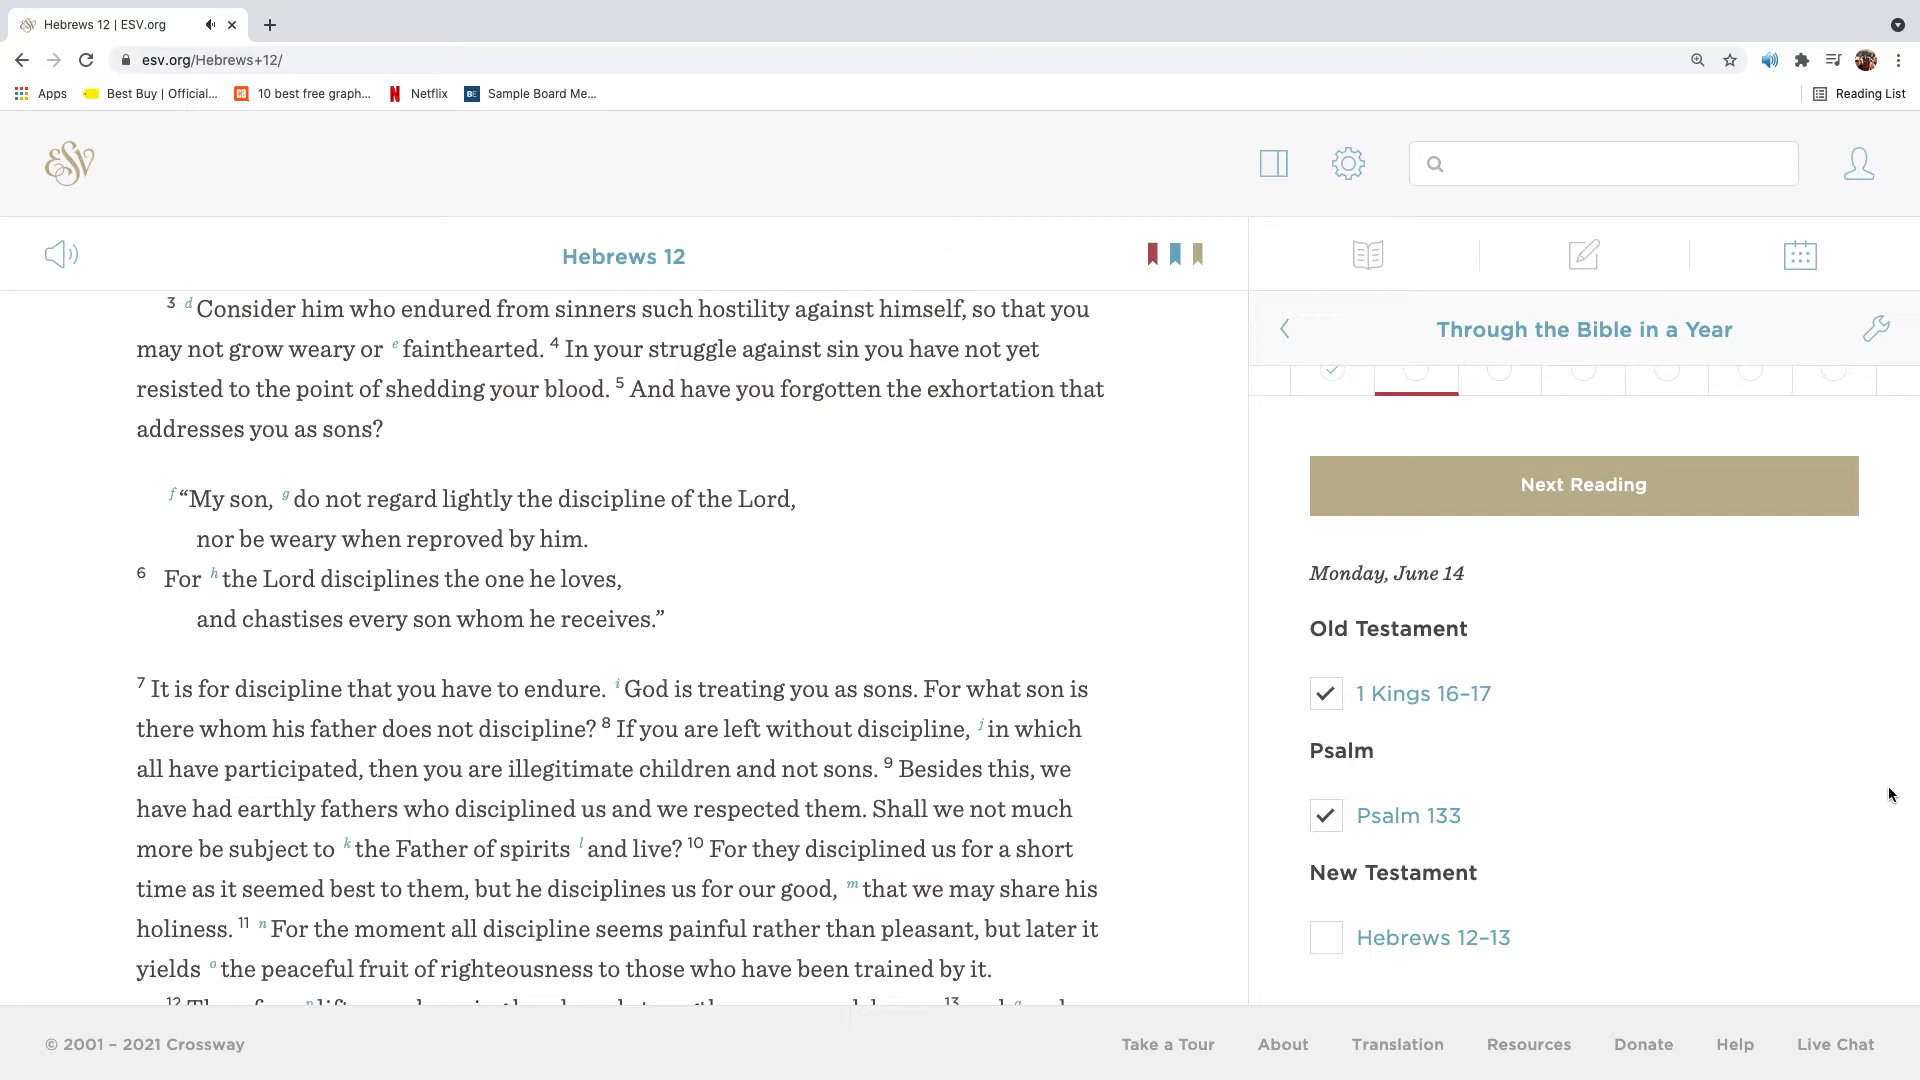 Hebrews 12 | ESV.org
esv.org/Hebrews+12/
Apps
Best Buy | Official...
CB
10 best free graph...
Netflix
BE
Sample Board Me...
Reading List
ESV
Hebrews 12
3 d Consider him who endured from sinners such hostility against himself, so that you
may not grow weary or e fainthearted. 4 In your struggle against sin you have not yet
resisted to the point of shedding your blood. 5 And have you forgotten the exhortation that
addresses you as sons?
f “My son, g do not regard lightly the discipline of the Lord,
nor be weary when reproved by him.
6 For h the Lord disciplines the one he loves,
and chastises every son whom he receives.”
7 It is for discipline that you have to endure. i God is treating you as sons. For what son is
there whom his father does not discipline? 8 If you are left without discipline, j in which
all have participated, then you are illegitimate children and not sons. 9 Besides this, we
have had earthly fathers who disciplined us and we respected them. Shall we not much
more be subject to k the Father of spirits l and live? 10 For they disciplined us for a short
time as it seemed best to them, but he disciplines us for our good, m that we may share his
holiness. 11 n For the moment all discipline seems painful rather than pleasant, but later it
yields o the peaceful fruit of righteousness to those who have been trained by it.
Through the Bible in a Year
Next Reading
Monday, June 14
Old Testament
1 Kings 16–17
Psalm
Psalm 133
New Testament
Hebrews 12–13
© 2001 – 2021 Crossway
Take a Tour
About
Translation
Resources
Donate
Help
Live Chat